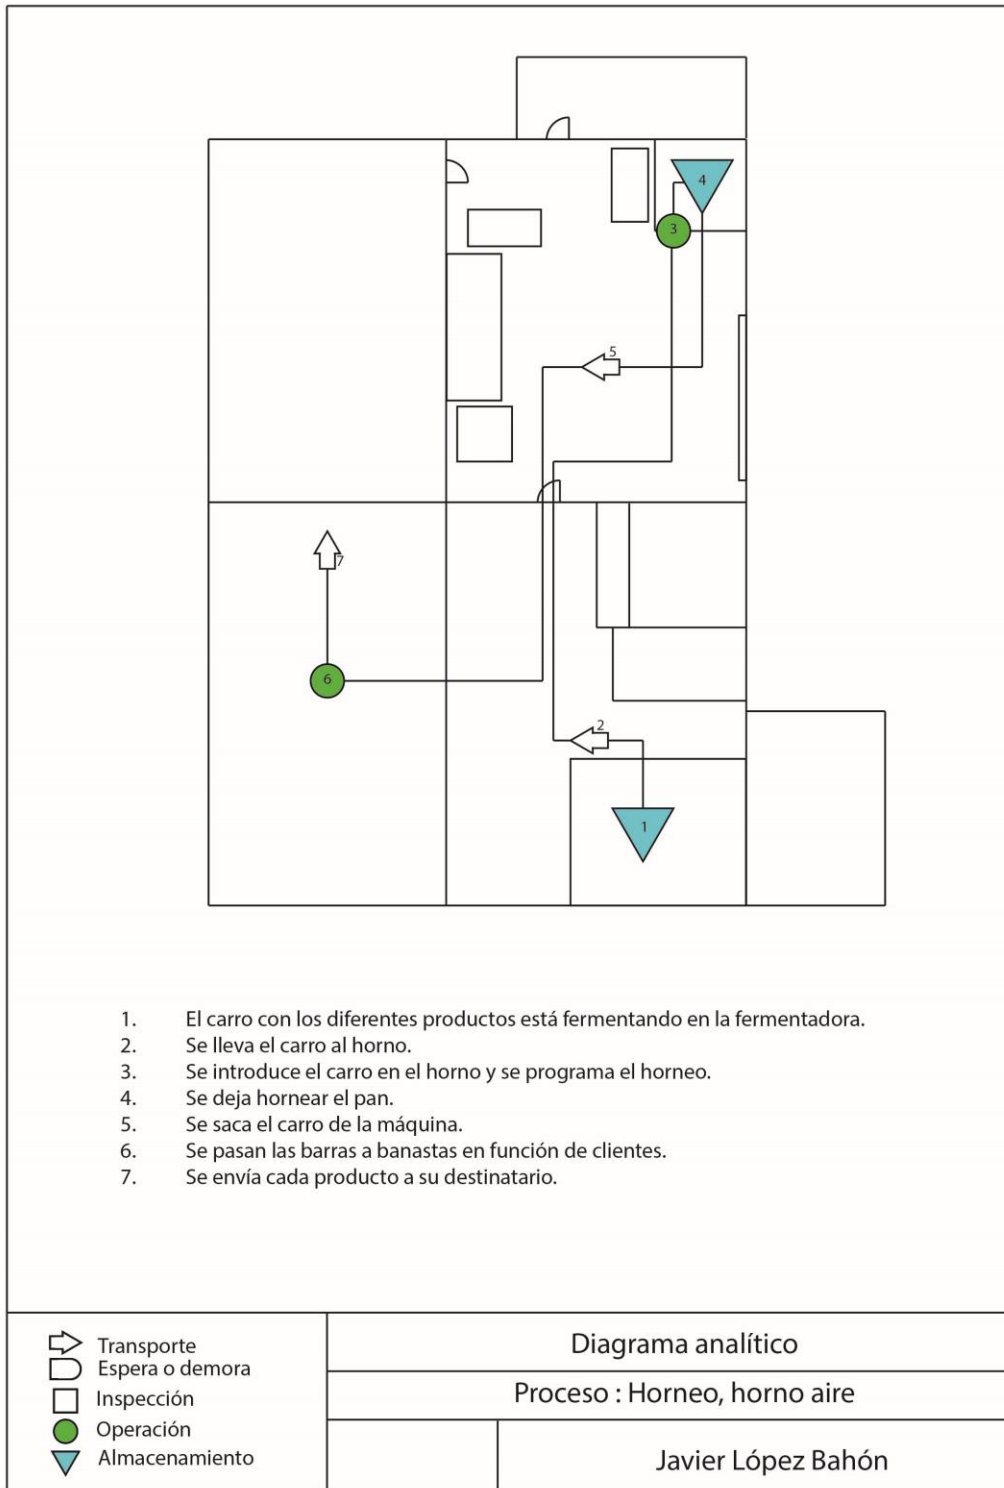 4
3
5
7
6
2
1
1. El carro con los diferentes productos está fermentando en la fermentadora.
2. Se lleva el carro al horno.
3. Se introduce el carro en el horno y se programa el horneo.
4. Se deja hornear el pan.
5. Se saca el carro de la máquina.
6. Se pasan las barras a banastas en función de clientes.
7. Se envía cada producto a su destinatario.
Transporte
Espera o demora
Inspección
Operación
Almacenamiento
Diagrama analítico
Proceso : Horneo, horno aire
Javier López Bahón